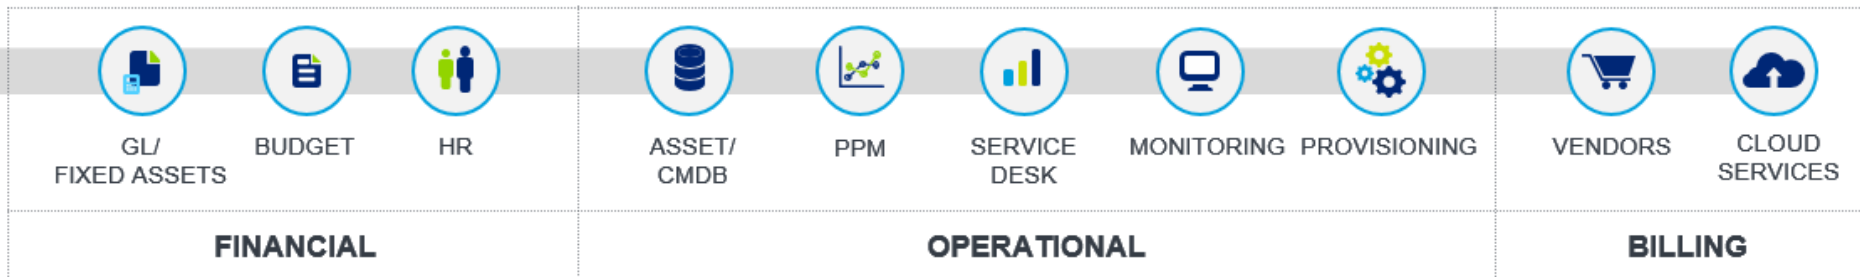 GL/
FIXED ASSETS
BUDGET
HR
ASSET/
CMDB
PPM
SERVICE
DESK
MONITORING
PROVISIONING
VENDORS
CLOUD
SERVICES
FINANCIAL
OPERATIONAL
BILLING